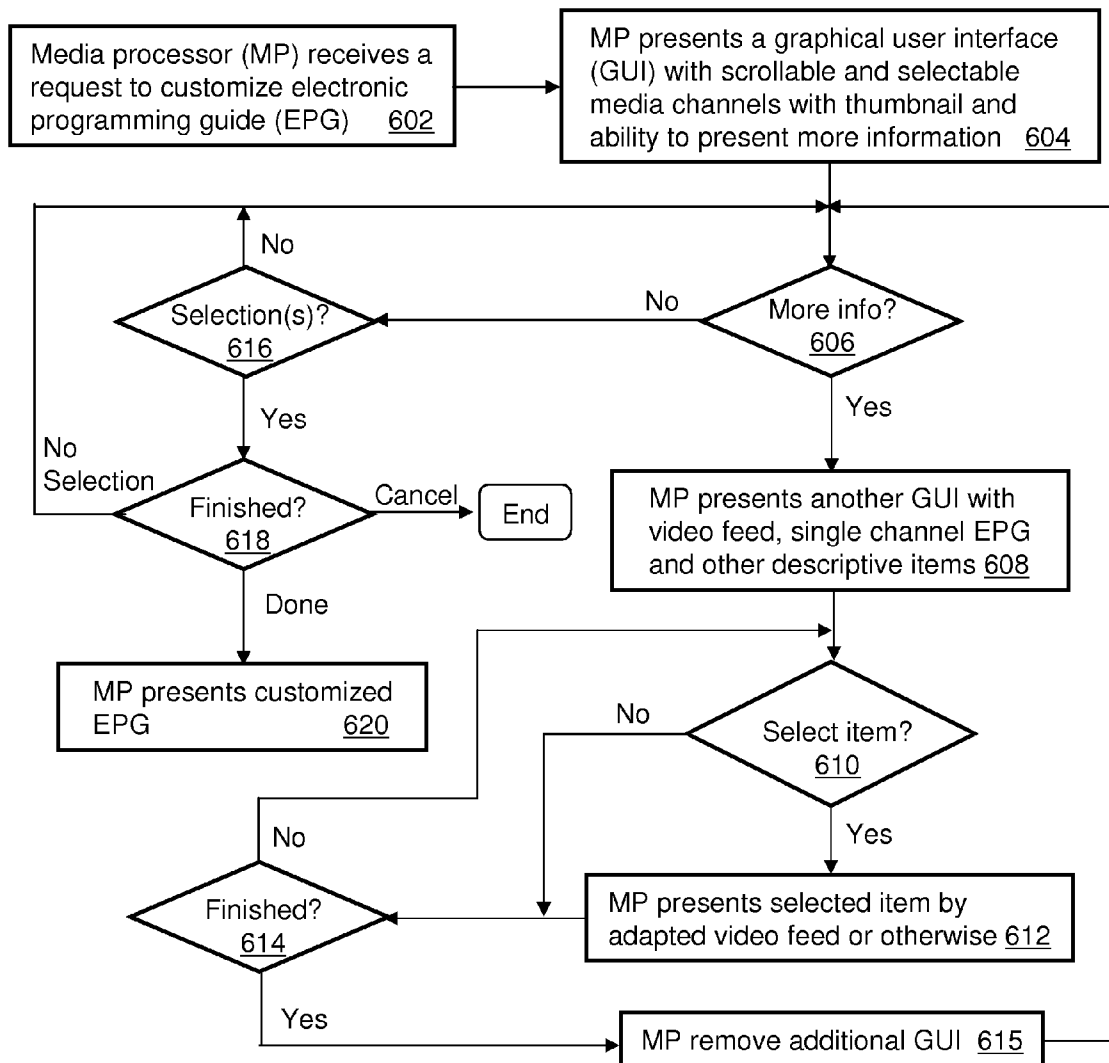 Media processor (MP) receives a
request to customize electronic
programming guide (EPG) 602
MP presents a graphical user interface
(GUI) with scrollable and selectable
media channels with thumbnail and
ability to present more information 604
No
Selection(s)?
616
No
More info?
606
Yes
Yes
No
Selection
Finished?
618
Cancel
End
Done
MP presents another GUI with
video feed, single channel EPG
and other descriptive items 608
MP presents customized
EPG 620
No
Select item?
610
Yes
No
Finished?
614
MP presents selected item by
adapted video feed or otherwise 612
Yes
MP remove additional GUI 615